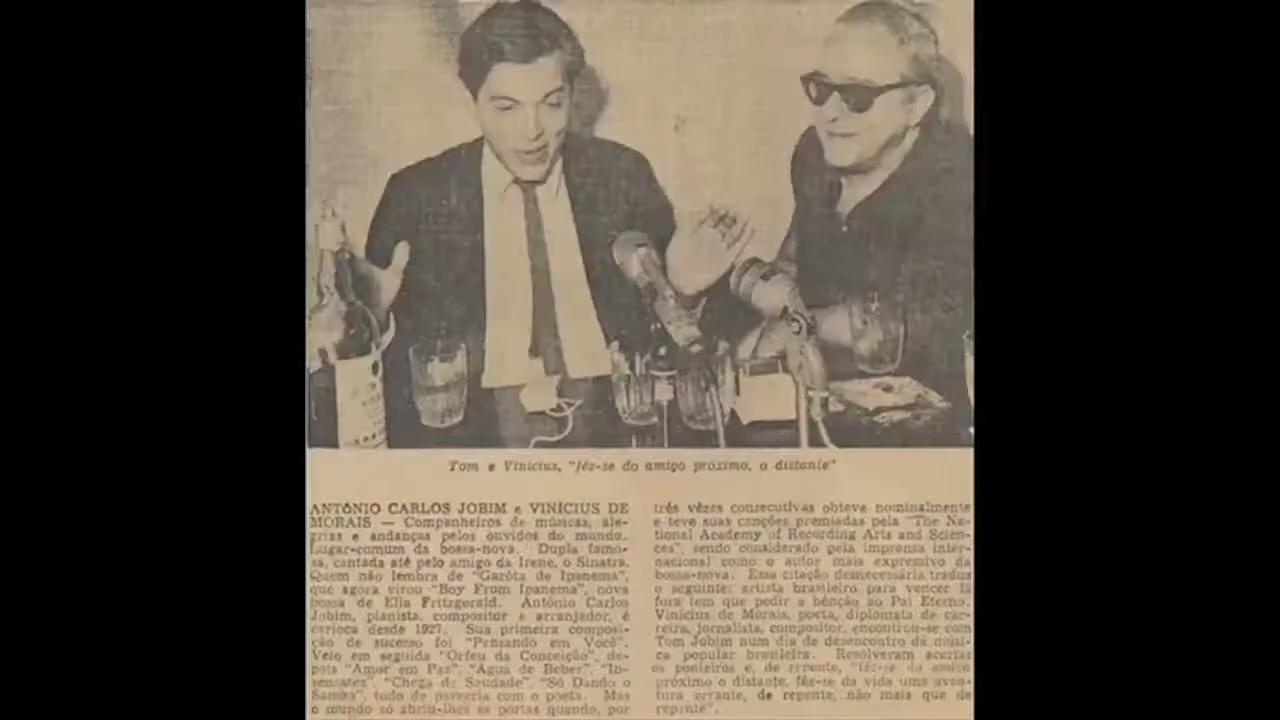 Tom e Vinicius, "féz-se do amigo próximo, o distante"
ANTÔNIO CARLOS JOBIM e VINÍCIUS DE
MORAIS — Companheiros de músicas, ale-
grias e andanças pelos ouvidos do mundo.
Lugar-comum da bossa-nova. Dupla famo-
sa, cantada até pelo amigo da Irene, o Sinatra.
Quem não lembra de "Garôta de Ipanema",
que agora virou "Boy From Ipanema", nova
bossa de Ella Fritzgerald. Antônio Carlos
Jobim, pianista, compositor e arranjador, é
carioca desde 1927. Sua primeira composi-
ção de sucesso foi "Pensando em Você".
Veio em seguida "Orfeu da Conceição", de-
pois "Amor em Paz", "Água de Beber", "In-
sensatez", "Chega de Saudade", "Só Danço o
Samba", tudo de parceria com o poeta. Mas
o mundo só abriu-lhes as portas quando, por
três vêzes consecutivas obteve nominalmente
e teve suas canções premiadas pela "The Na-
tional Academy of Recording Arts and Scien-
ces", sendo considerado pela imprensa inter-
nacional como o autor mais expressivo da
bossa-nova. Essa citação desnecessária traduz
o seguinte: artista brasileiro para vencer lá
fora tem que pedir a bênção ao Pai Eterno.
Vinicius de Morais, poeta, diplomata de car-
reira, jornalista, compositor, encontrou-se com
Tom Jobim num dia de desencontro da músi-
ca popular brasileira. Resolveram acertar
os ponteiros e, de repente, "féz-se do amigo
próximo o distante, féz-se da vida uma aven-
tura errante, de repente, não mais que de
repente".